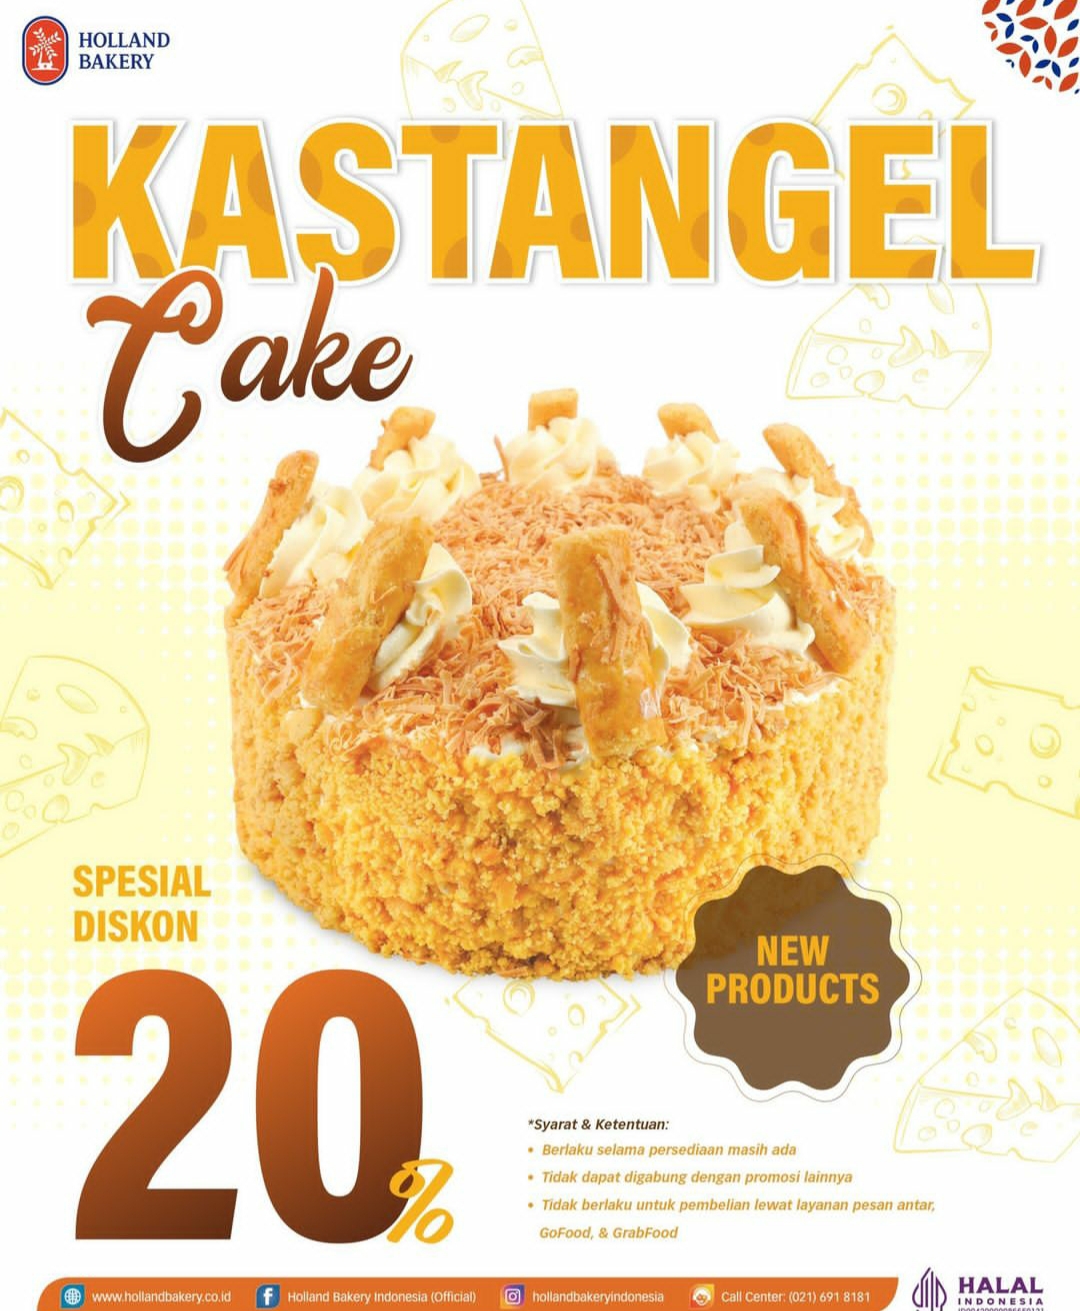 HOLLAND
BAKERY
KASTANGEL
Cake
SPESIAL
DISKON
20%
NEW
PRODUCTS
*Syarat & Ketentuan:
• Berlaku selama persediaan masih ada
• Tidak dapat digabung dengan promosi lainnya
• Tidak berlaku untuk pembelian lewat layanan pesan antar,
GoFood, & GrabFood
www.hollandbakery.co.id
Holland Bakery Indonesia (Official)
hollandbakeryindonesia
Call Center: (021) 691 8181
HALAL
INDONESIA